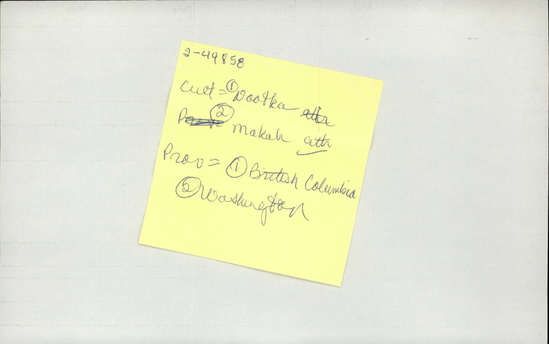 2-49858
Cult = ① Nootka attr
② Makah attr
Prov = ① British Columbia
② Washington